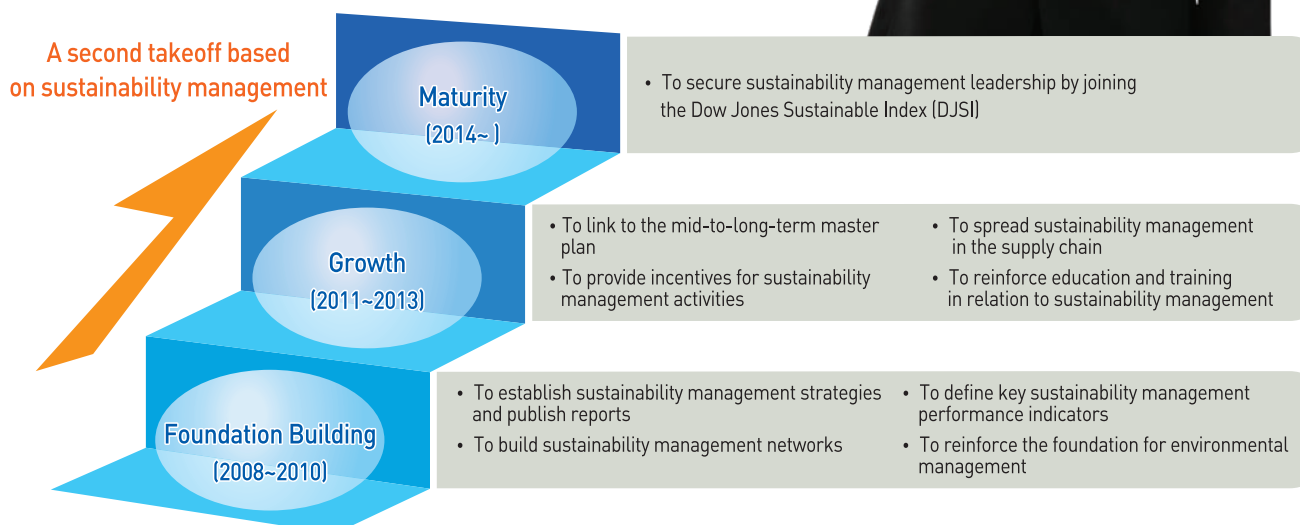 A second takeoff based
on sustainability management
Maturity
(2014~ )
• To secure sustainability management leadership by joining
the Dow Jones Sustainable Index (DJSI)
Growth
(2011~2013)
• To link to the mid-to-long-term master
plan
• To provide incentives for sustainability
management activities
• To spread sustainability management
in the supply chain
• To reinforce education and training
in relation to sustainability management
Foundation Building
(2008~2010)
• To establish sustainability management strategies
and publish reports
• To build sustainability management networks
• To define key sustainability management
performance indicators
• To reinforce the foundation for environmental
management